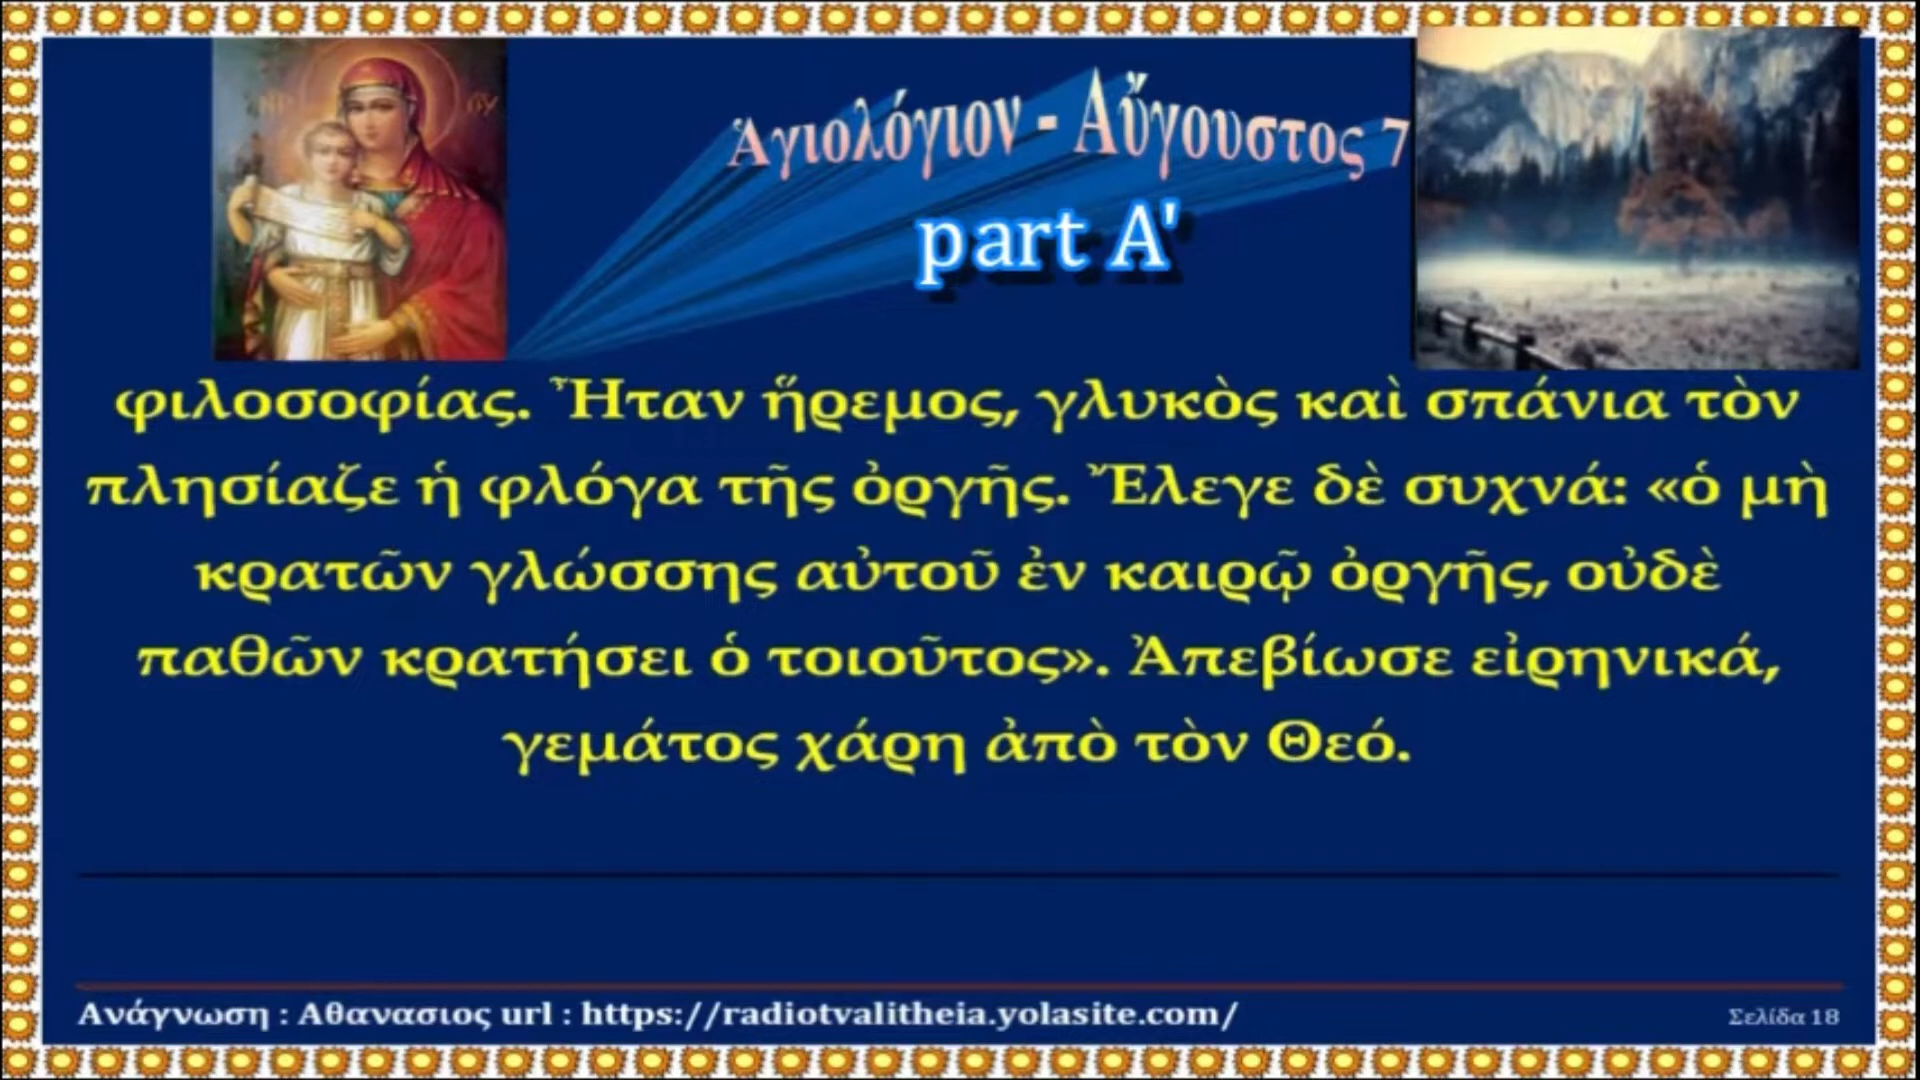 Ἁγιολόγιον - Αὔγουστος 7
part A'
φιλοσοφίας. Ἦταν ἥρεμος, γλυκὸς καὶ σπάνια τὸν
πλησίαζε ἡ φλόγα τῆς ὀργῆς. Ἔλεγε δὲ συχνά: «ὁ μὴ
κρατῶν γλώσσης αὐτοῦ ἐν καιρῷ ὀργῆς, οὐδὲ
παθῶν κρατήσει ὁ τοιοῦτος». Ἀπεβίωσε εἰρηνικά,
γεμάτος χάρη ἀπὸ τὸν Θεό.
Ανάγνωση : Αθανασιος url : https://radiotvalitheia.yolasite.com/
Σελίδα 18